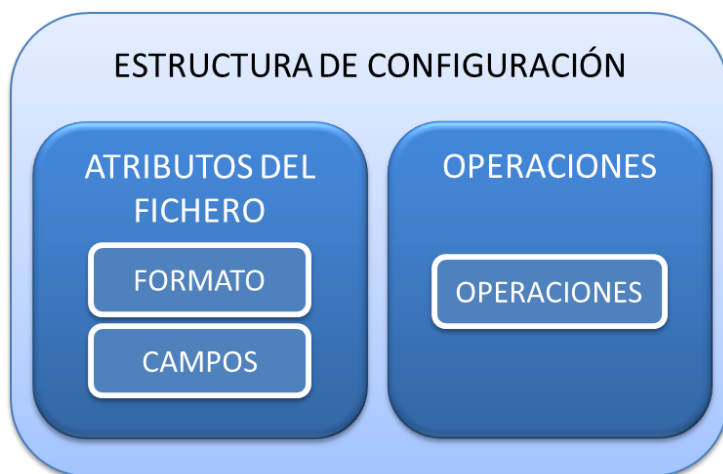 ESTRUCTURA DE CONFIGURACIÓN
ATRIBUTOS DEL
FICHERO
FORMATO
CAMPOS
OPERACIONES
OPERACIONES